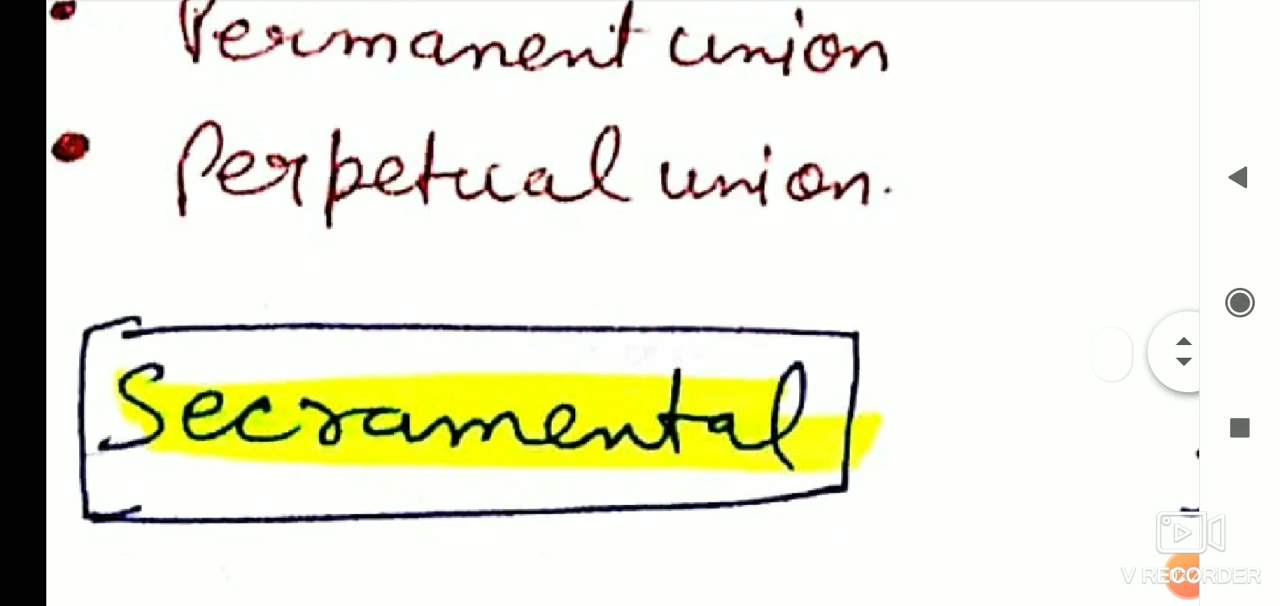 • Permanent union
• Perpetual union.
Secramental
V RECORDER